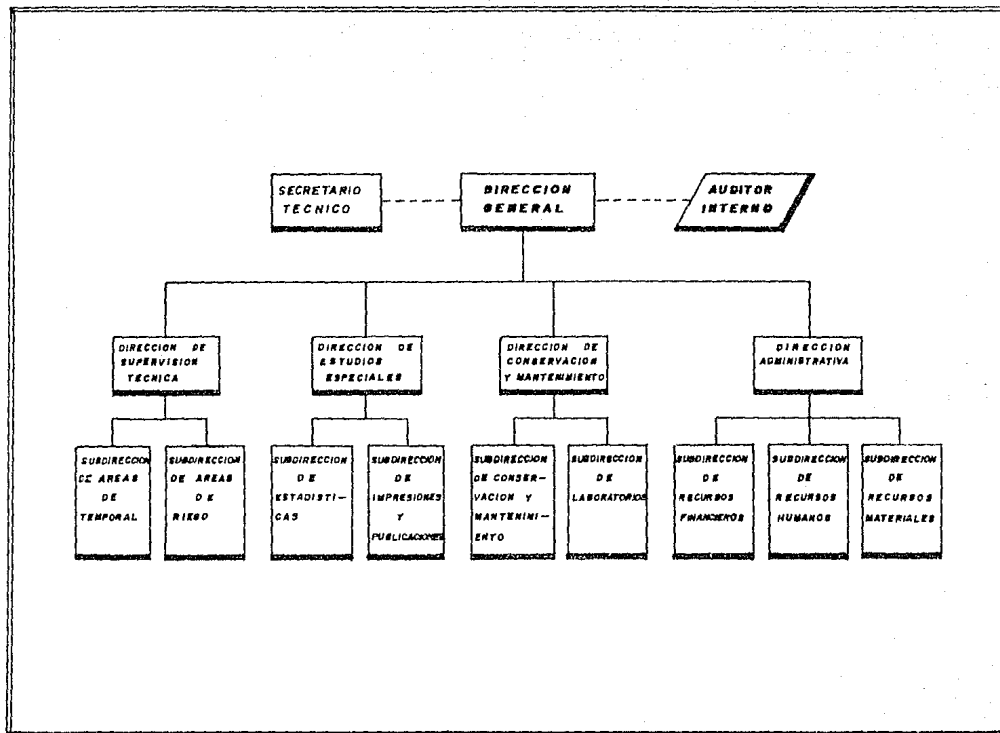 SECRETARIO
TECNICO
DIRECCION
GENERAL
AUDITOR
INTERNO
DIRECCION DE
SUPERVISION
TECNICA
DIRECCION DE
ESTUDIOS
ESPECIALES
DIRECCION DE
CONSERVACION
Y MANTENIMIENTO
DIRECCION
ADMINISTRATIVA
SUBDIRECCION
DE AREAS
DE
TEMPORAL
SUBDIRECCION
DE AREAS
DE
RIEGO
SUBDIRECCION
DE
ESTADISTI-
CAS
SUBDIRECCION
DE
IMPRESIONES
Y
PUBLICACIONES
SUBDIRECCION
DE CONSER-
VACION Y
MANTENIMI-
ENTO
SUBDIRECCION
DE
LABORATORIOS
SUBDIRECCION
DE
RECURSOS
FINANCIEROS
SUBDIRECCION
DE
RECURSOS
HUMANOS
SUBDIRECCION
DE
RECURSOS
MATERIALES